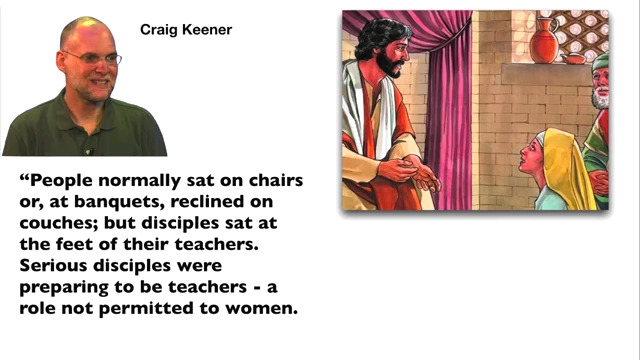 Craig Keener
“People normally sat on chairs
or, at banquets, reclined on
couches; but disciples sat at
the feet of their teachers.
Serious disciples were
preparing to be teachers - a
role not permitted to women.